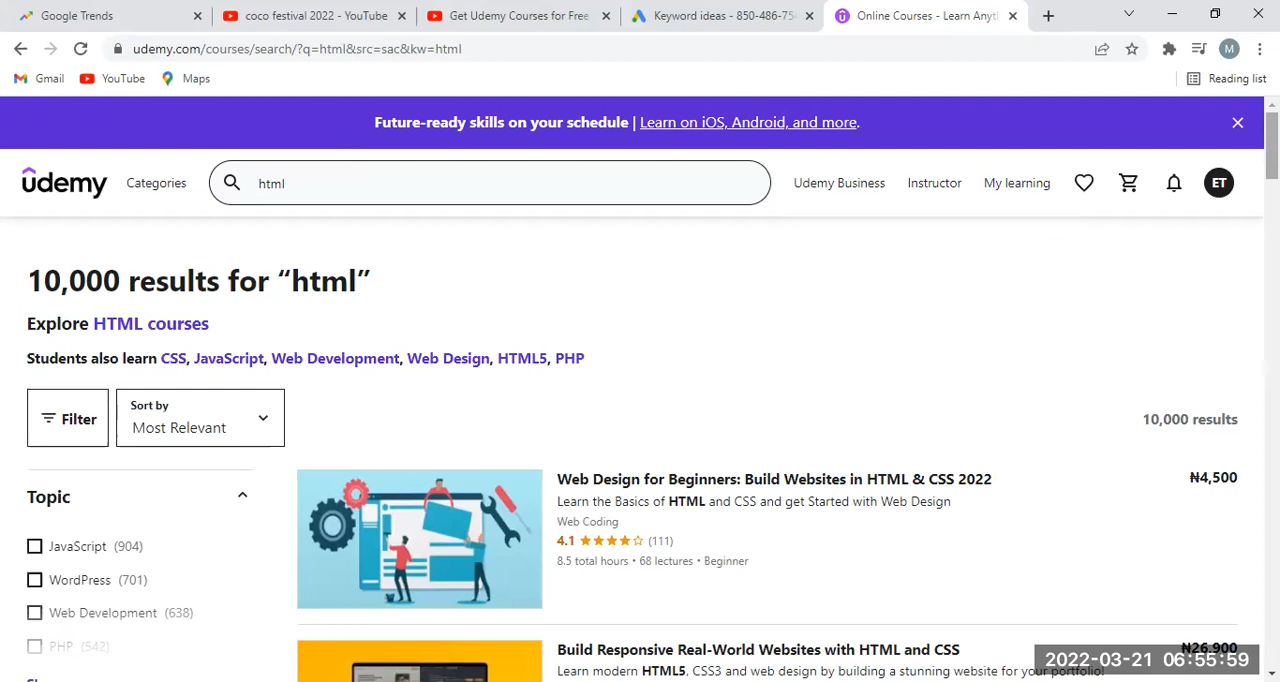 Google Trends
coco festival 2022 - YouTube
Get Udemy Courses for Free
Keyword ideas - 850-486-75
Online Courses - Learn Anyt
udemy.com/courses/search/?q=html&src=sac&kw=html
M
Gmail YouTube Maps Reading list
Future-ready skills on your schedule | Learn on iOS, Android, and more.
udemy Categories html Udemy Business Instructor My learning ET
10,000 results for “html”
Explore HTML courses
Students also learn CSS, JavaScript, Web Development, Web Design, HTML5, PHP
Filter
Sort by
Most Relevant
10,000 results
Topic
JavaScript (904)
WordPress (701)
Web Development (638)
PHP (542)
Web Design for Beginners: Build Websites in HTML & CSS 2022 ₦4,500
Learn the Basics of HTML and CSS and get Started with Web Design
Web Coding
4.1 (111)
8.5 total hours • 68 lectures • Beginner
Build Responsive Real-World Websites with HTML and CSS ₦26,900
Learn modern HTML5, CSS3 and web design by building a stunning website for your portfolio!
2022-03-21 06:55:59